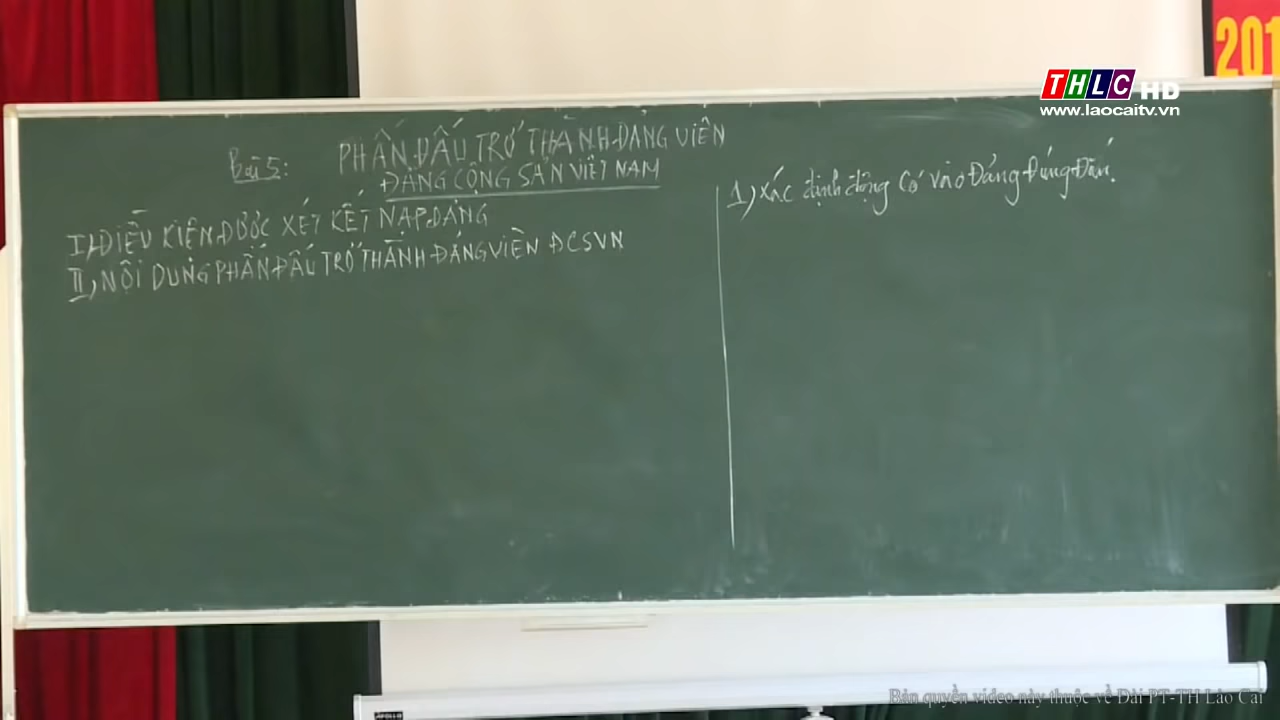 201
THLC HD
www.laocaitv.vn
Bài 5: PHẤN ĐẤU TRỞ THÀNH ĐẢNG VIÊN
ĐẢNG CỘNG SẢN VIỆT NAM
I) ĐIỀU KIỆN ĐƯỢC XÉT KẾT NẠP ĐẢNG
II) NỘI DUNG PHẤN ĐẤU TRỞ THÀNH ĐẢNG VIÊN ĐCSVN
1) Xác định động cơ vào Đảng Đúng Đắn.
Bản quyền video này thuộc về Đài PT-TH Lào Cai
APOLLO